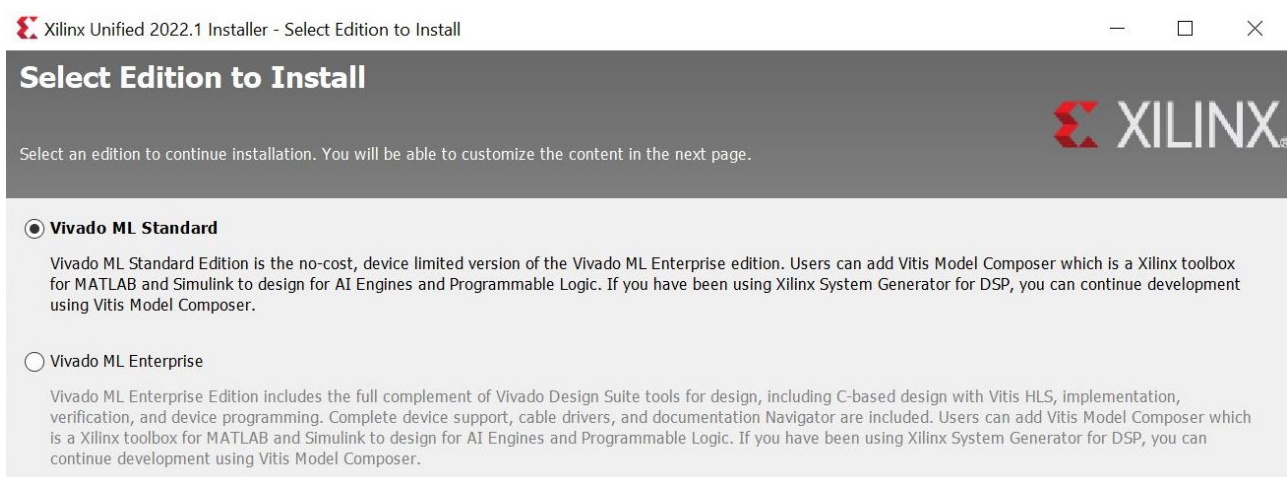 Xilinx Unified 2022.1 Installer - Select Edition to Install
Select Edition to Install
XILINX®
Select an edition to continue installation. You will be able to customize the content in the next page.
Vivado ML Standard
Vivado ML Standard Edition is the no-cost, device limited version of the Vivado ML Enterprise edition. Users can add Vitis Model Composer which is a Xilinx toolbox
for MATLAB and Simulink to design for AI Engines and Programmable Logic. If you have been using Xilinx System Generator for DSP, you can continue development
using Vitis Model Composer.
Vivado ML Enterprise
Vivado ML Enterprise Edition includes the full complement of Vivado Design Suite tools for design, including C-based design with Vitis HLS, implementation,
verification, and device programming. Complete device support, cable drivers, and documentation Navigator are included. Users can add Vitis Model Composer which
is a Xilinx toolbox for MATLAB and Simulink to design for AI Engines and Programmable Logic. If you have been using Xilinx System Generator for DSP, you can
continue development using Vitis Model Composer.